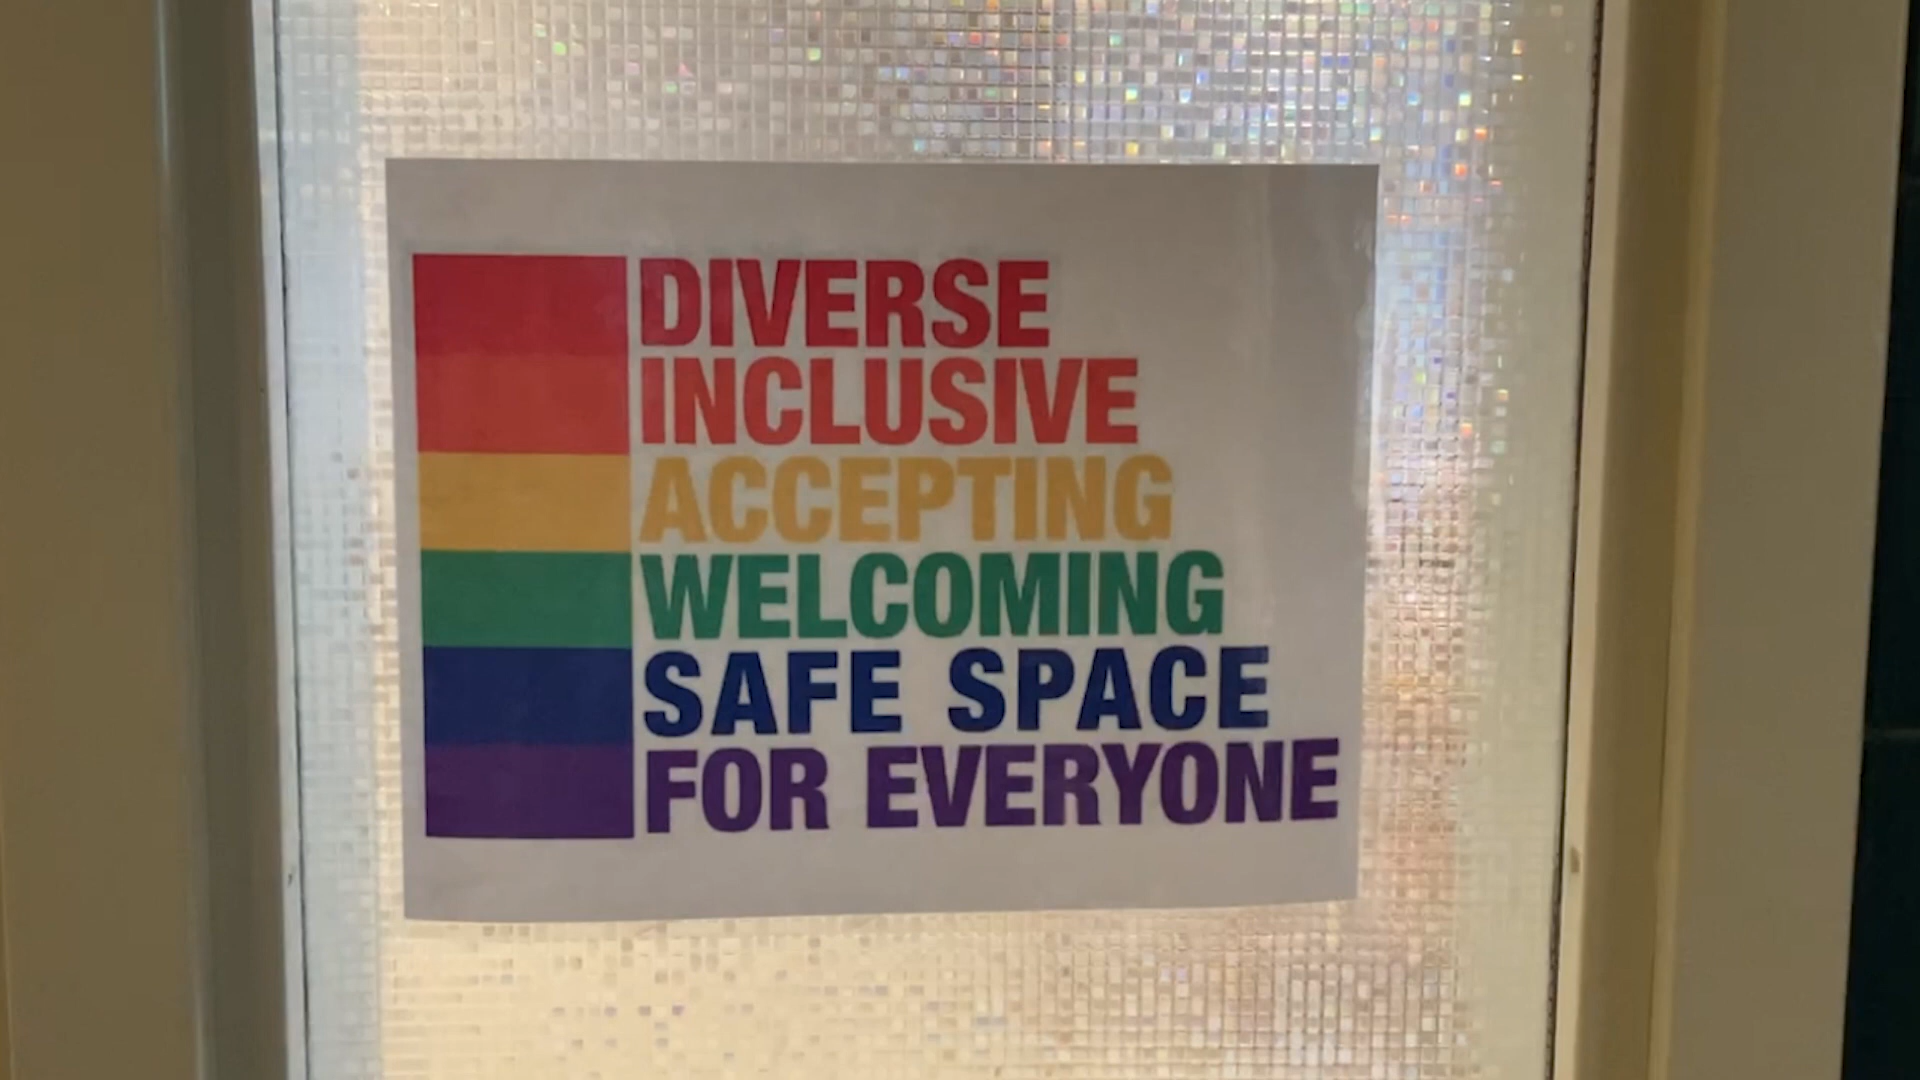 DIVERSE
INCLUSIVE
ACCEPTING
WELCOMING
SAFE SPACE
FOR EVERYONE